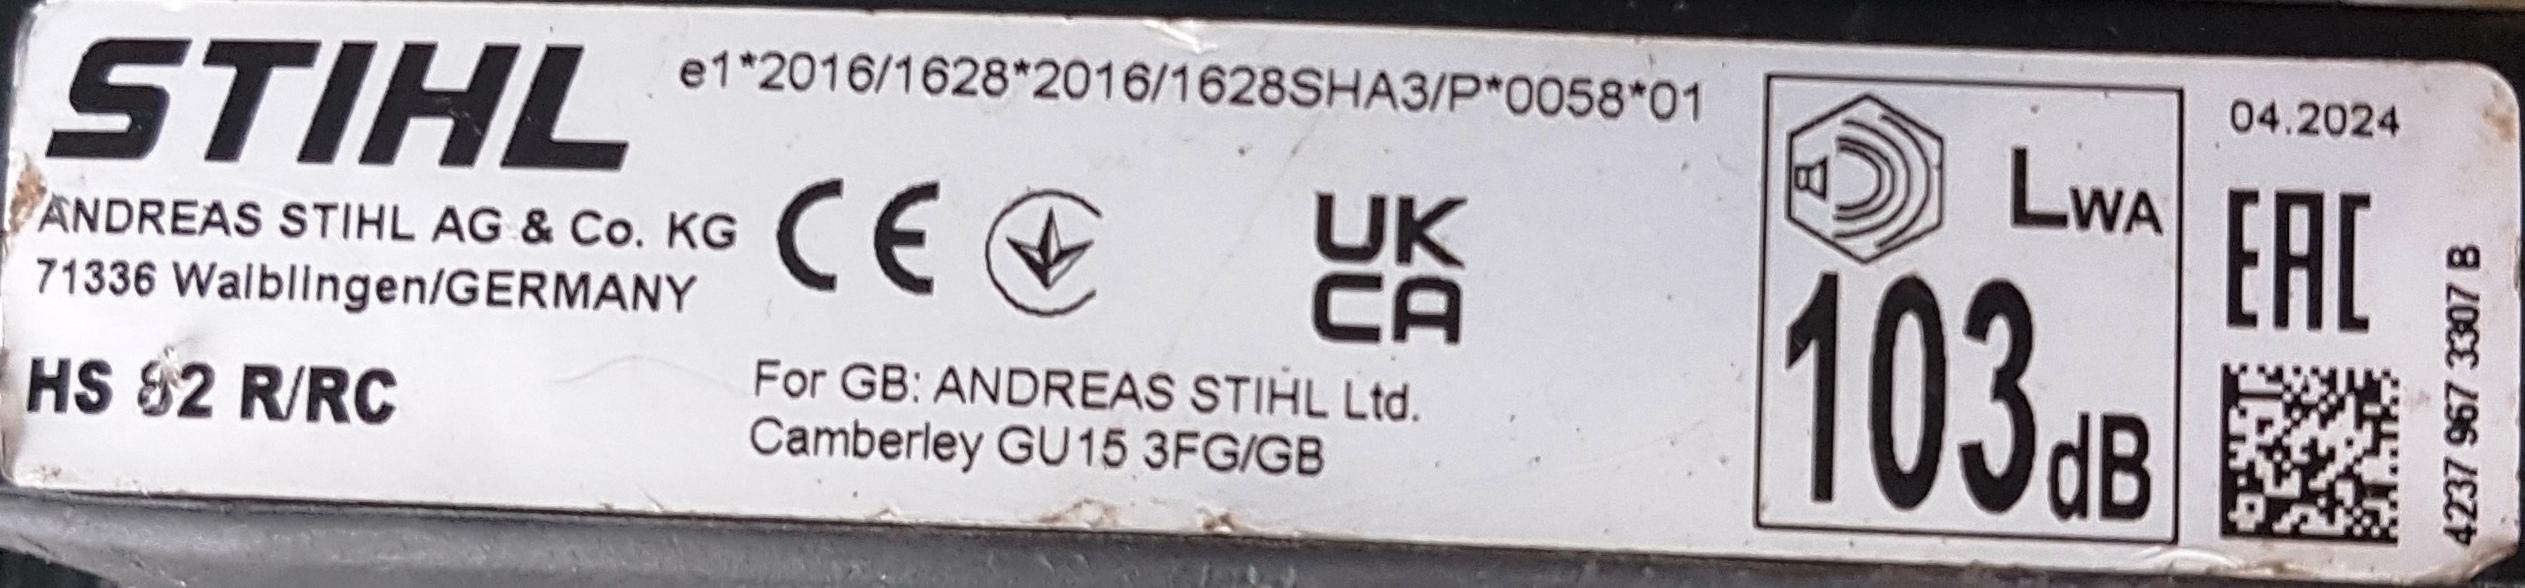 STIHL
e1*2016/1628*2016/1628SHA3/P*0058*01
ANDREAS STIHL AG & Co. KG
71336 Waiblingen/GERMANY
HS 82 R/RC
CE
UK
CA
For GB: ANDREAS STIHL Ltd.
Camberley GU15 3FG/GB
LWA
103dB
04.2024
EAC
4237 967 3307 B